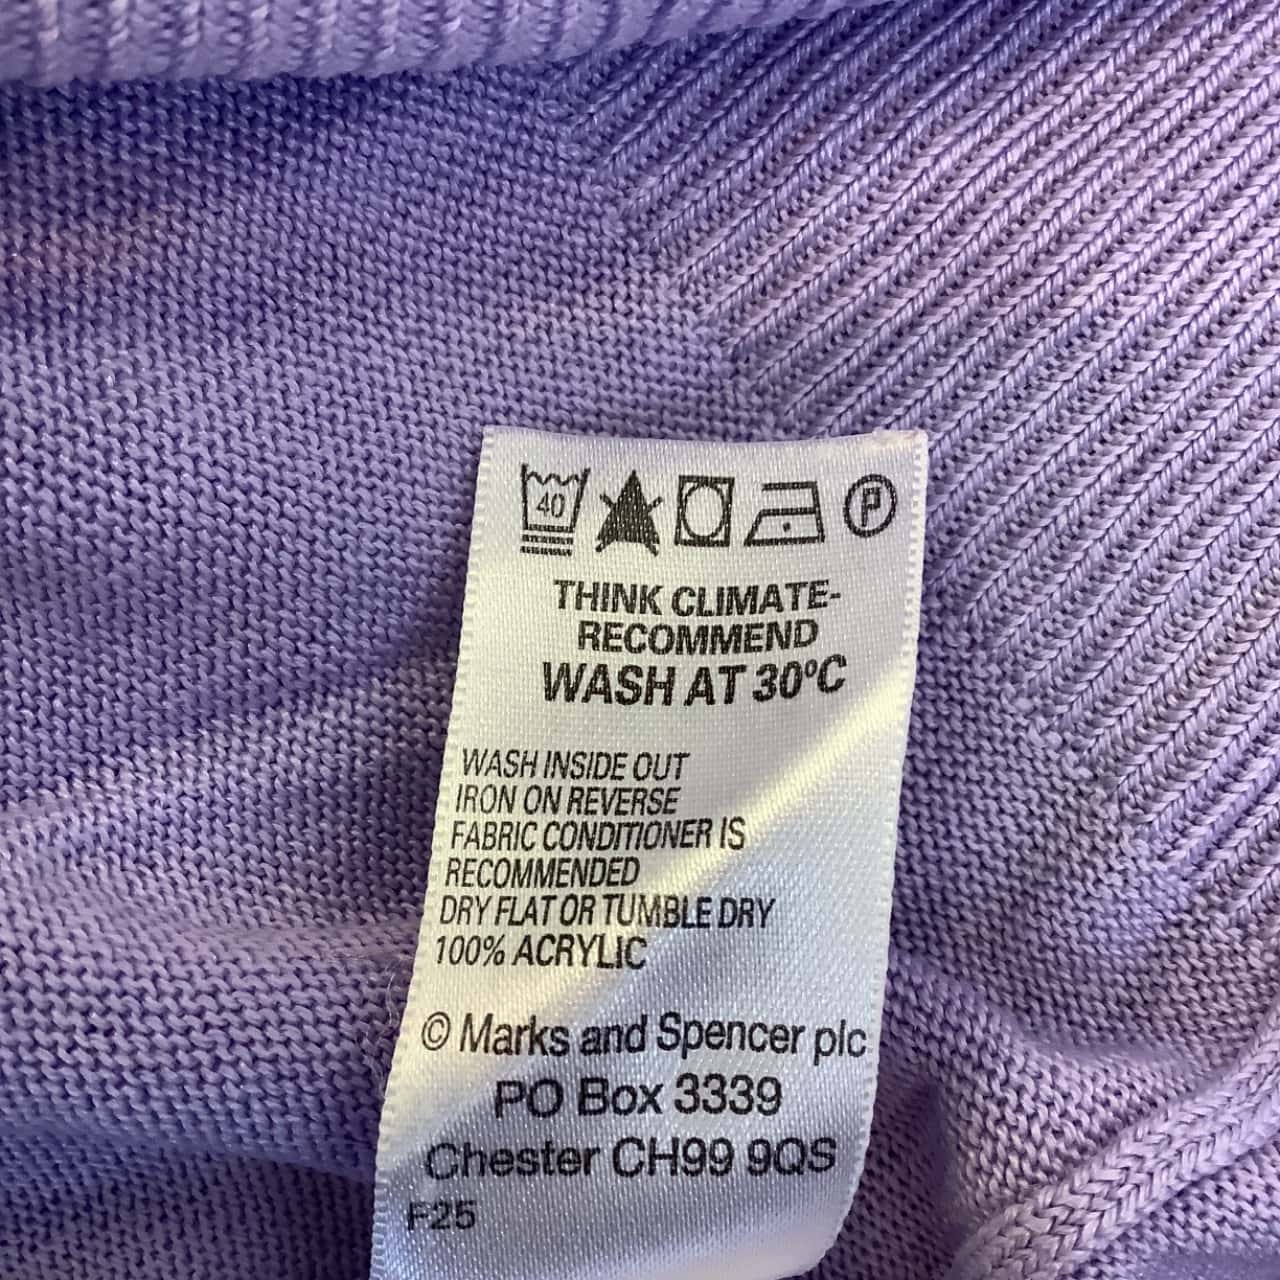 40
P
THINK CLIMATE-
RECOMMEND
WASH AT 30ºC
WASH INSIDE OUT
IRON ON REVERSE
FABRIC CONDITIONER IS
RECOMMENDED
DRY FLAT OR TUMBLE DRY
100% ACRYLIC
© Marks and Spencer plc
PO Box 3339
Chester CH99 9QS
F25